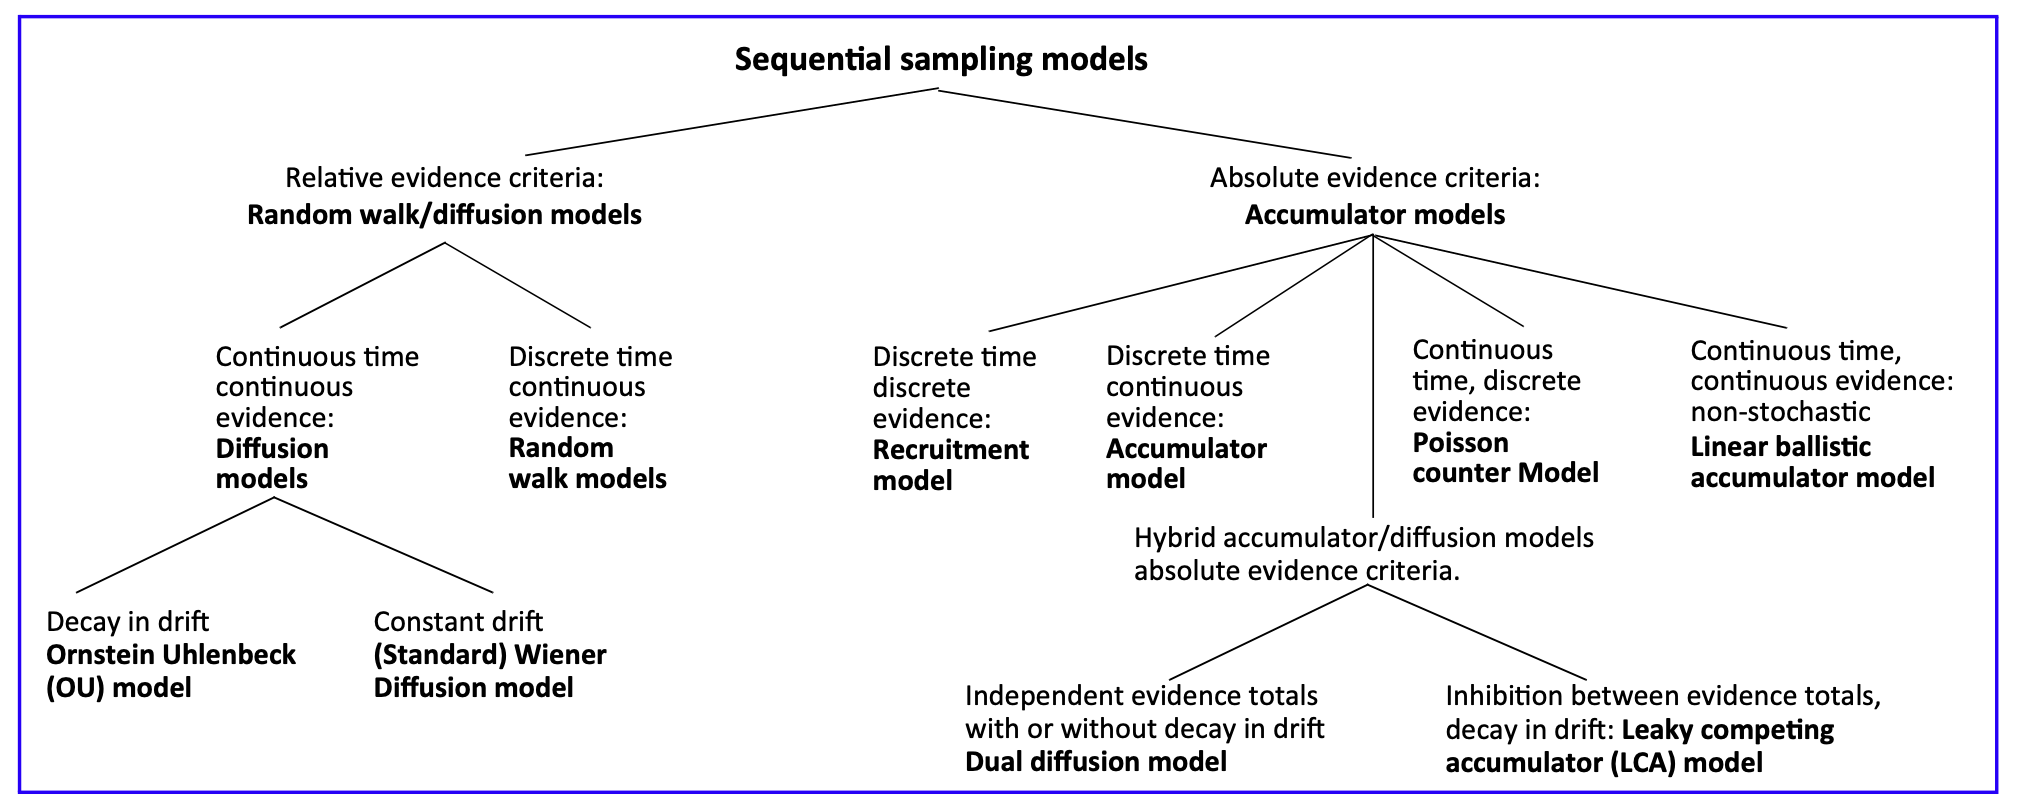 Sequential sampling models
Relative evidence criteria:
Random walk/diffusion models
Absolute evidence criteria:
Accumulator models
Continuous time
continuous
evidence:
Diffusion
models
Discrete time
continuous
evidence:
Random
walk models
Discrete time
discrete
evidence:
Recruitment
model
Discrete time
continuous
evidence:
Accumulator
model
Continuous
time, discrete
evidence:
Poisson
counter Model
Continuous time,
continuous evidence:
non-stochastic
Linear ballistic
accumulator model
Hybrid accumulator/diffusion models
absolute evidence criteria.
Decay in drift
Ornstein Uhlenbeck
(OU) model
Constant drift
(Standard) Wiener
Diffusion model
Independent evidence totals
with or without decay in drift
Dual diffusion model
Inhibition between evidence totals,
decay in drift: Leaky competing
accumulator (LCA) model